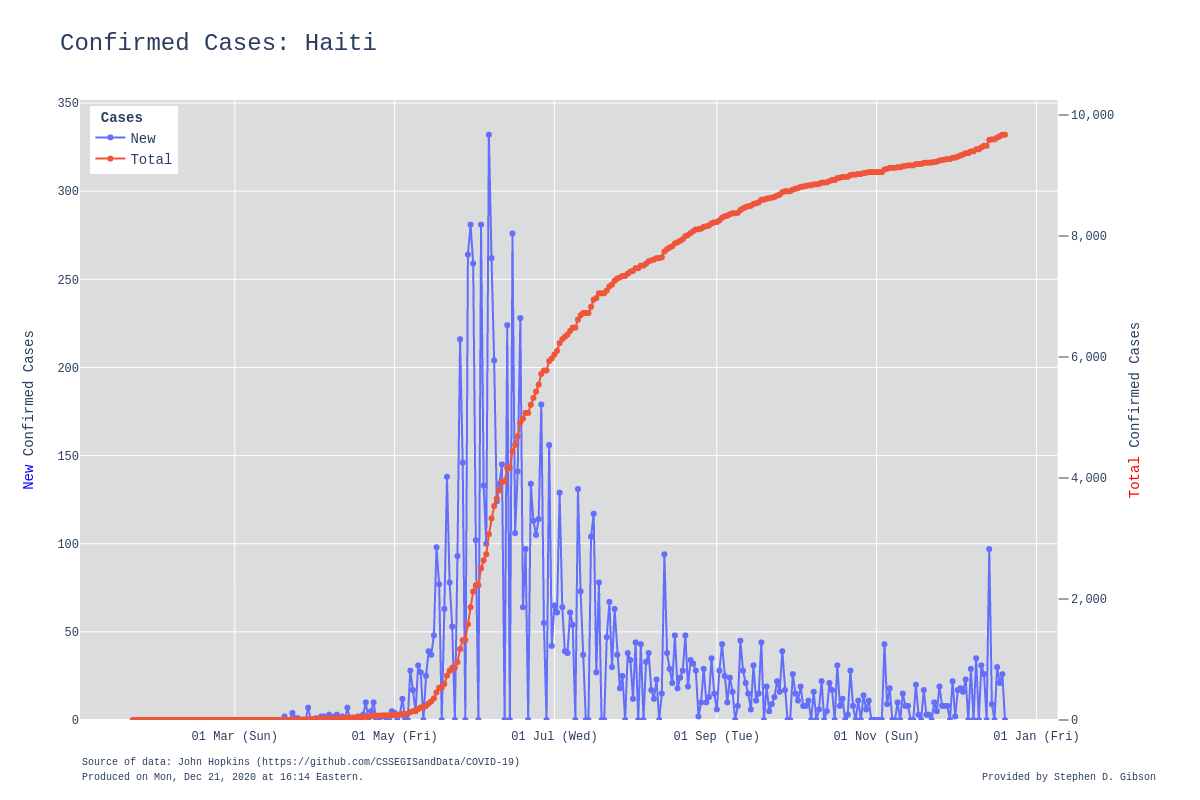 Confirmed Cases: Haiti
Cases
New
Total
350
300
250
200
150
100
50
0
New Confirmed Cases
10,000
8,000
6,000
4,000
2,000
0
Total Confirmed Cases
01 Mar (Sun)
01 May (Fri)
01 Jul (Wed)
01 Sep (Tue)
01 Nov (Sun)
01 Jan (Fri)
Source of data: John Hopkins (https://github.com/CSSEGISandData/COVID-19)
Produced on Mon, Dec 21, 2020 at 16:14 Eastern.
Provided by Stephen D. Gibson